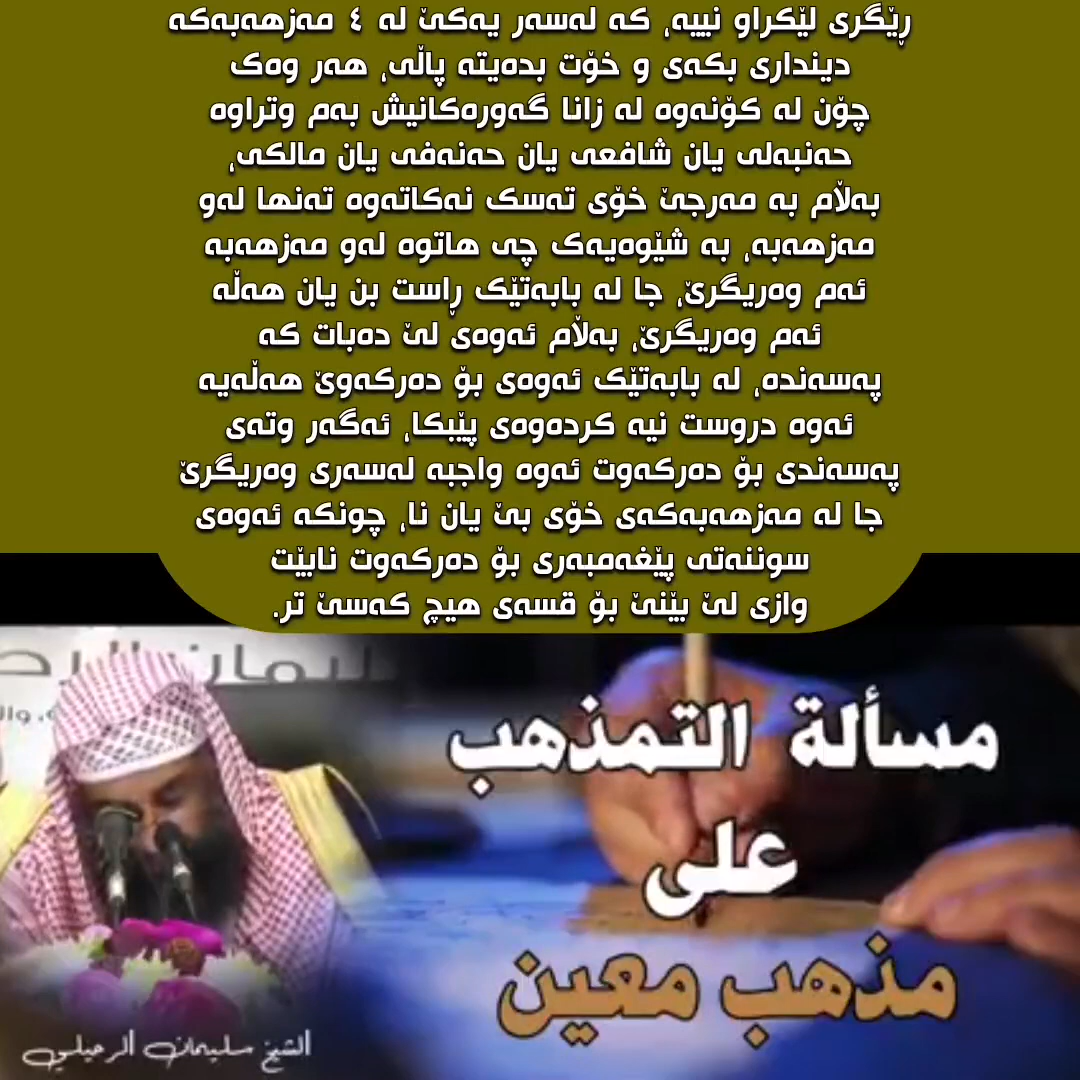 ڕێگری لێکراو نییە، کە لەسەر یەکێ لە ٤ مەزهەبەکە
دینداری بکەی و خۆت بدەیتە پاڵی، هەر وەک
چۆن لە کۆنەوە لە زانا گەورەکانیش بەم وتراوە
حەنبەلی یان شافعی یان حەنەفی یان مالکی،
بەڵام بە مەرجێ خۆی تەسک نەکاتەوە تەنها لەو
مەزهەبە، بە شێوەیەک چی هاتوە لەو مەزهەبە
ئەم وەریگرێ، جا لە بابەتێک ڕاست بن یان هەڵە
ئەم وەریگرێ، بەڵام ئەوەی لێ دەبات کە
پەسەندە، لە بابەتێک ئەوەی بۆ دەرکەوێ هەڵەیە
ئەوە دروست نیە کردەوەی پێبکا، ئەگەر وتەی
پەسەندی بۆ دەرکەوت ئەوە واجبە لەسەری وەریگرێ
جا لە مەزهەبەکەی خۆی بێ یان نا، چونکە ئەوەی
سوننەتی پێغەمبەری بۆ دەرکەوت نابێت
وازی لێ بێنێ بۆ قسەی هیچ کەسێ تر.
مسألة التمذهب
على
مذهب معين
الشيخ سليمان الرحيلي